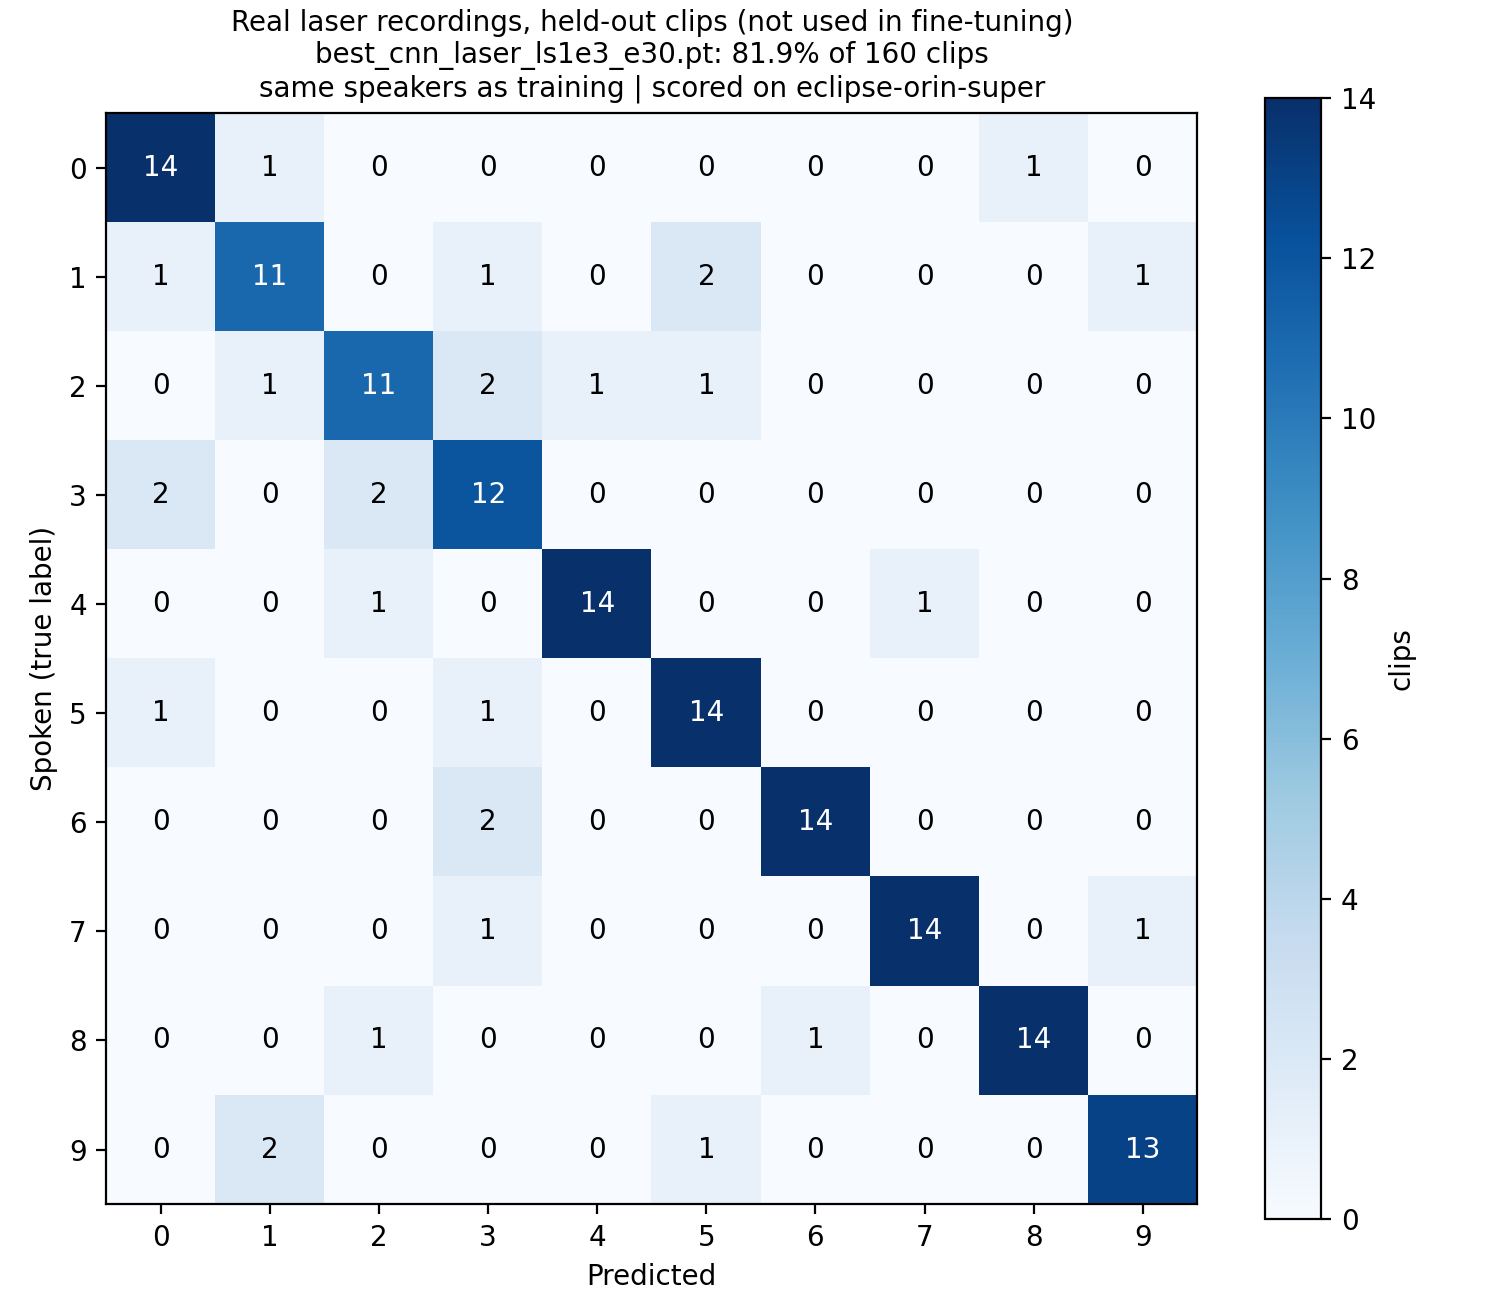 Real laser recordings, held-out clips (not used in fine-tuning)
best_cnn_laser_ls1e3_e30.pt: 81.9% of 160 clips
same speakers as training | scored on eclipse-orin-super
Spoken (true label)
0 14 1 0 0 0 0 0 0 1 0
1 1 11 0 1 0 2 0 0 0 1
2 0 1 11 2 1 1 0 0 0 0
3 2 0 2 12 0 0 0 0 0 0
4 0 0 1 0 14 0 0 1 0 0
5 1 0 0 1 0 14 0 0 0 0
6 0 0 0 2 0 0 14 0 0 0
7 0 0 0 1 0 0 0 14 0 1
8 0 0 1 0 0 0 1 0 14 0
9 0 2 0 0 0 1 0 0 0 13
0 1 2 3 4 5 6 7 8 9
Predicted
14
12
10
8
6
4
2
0
clips